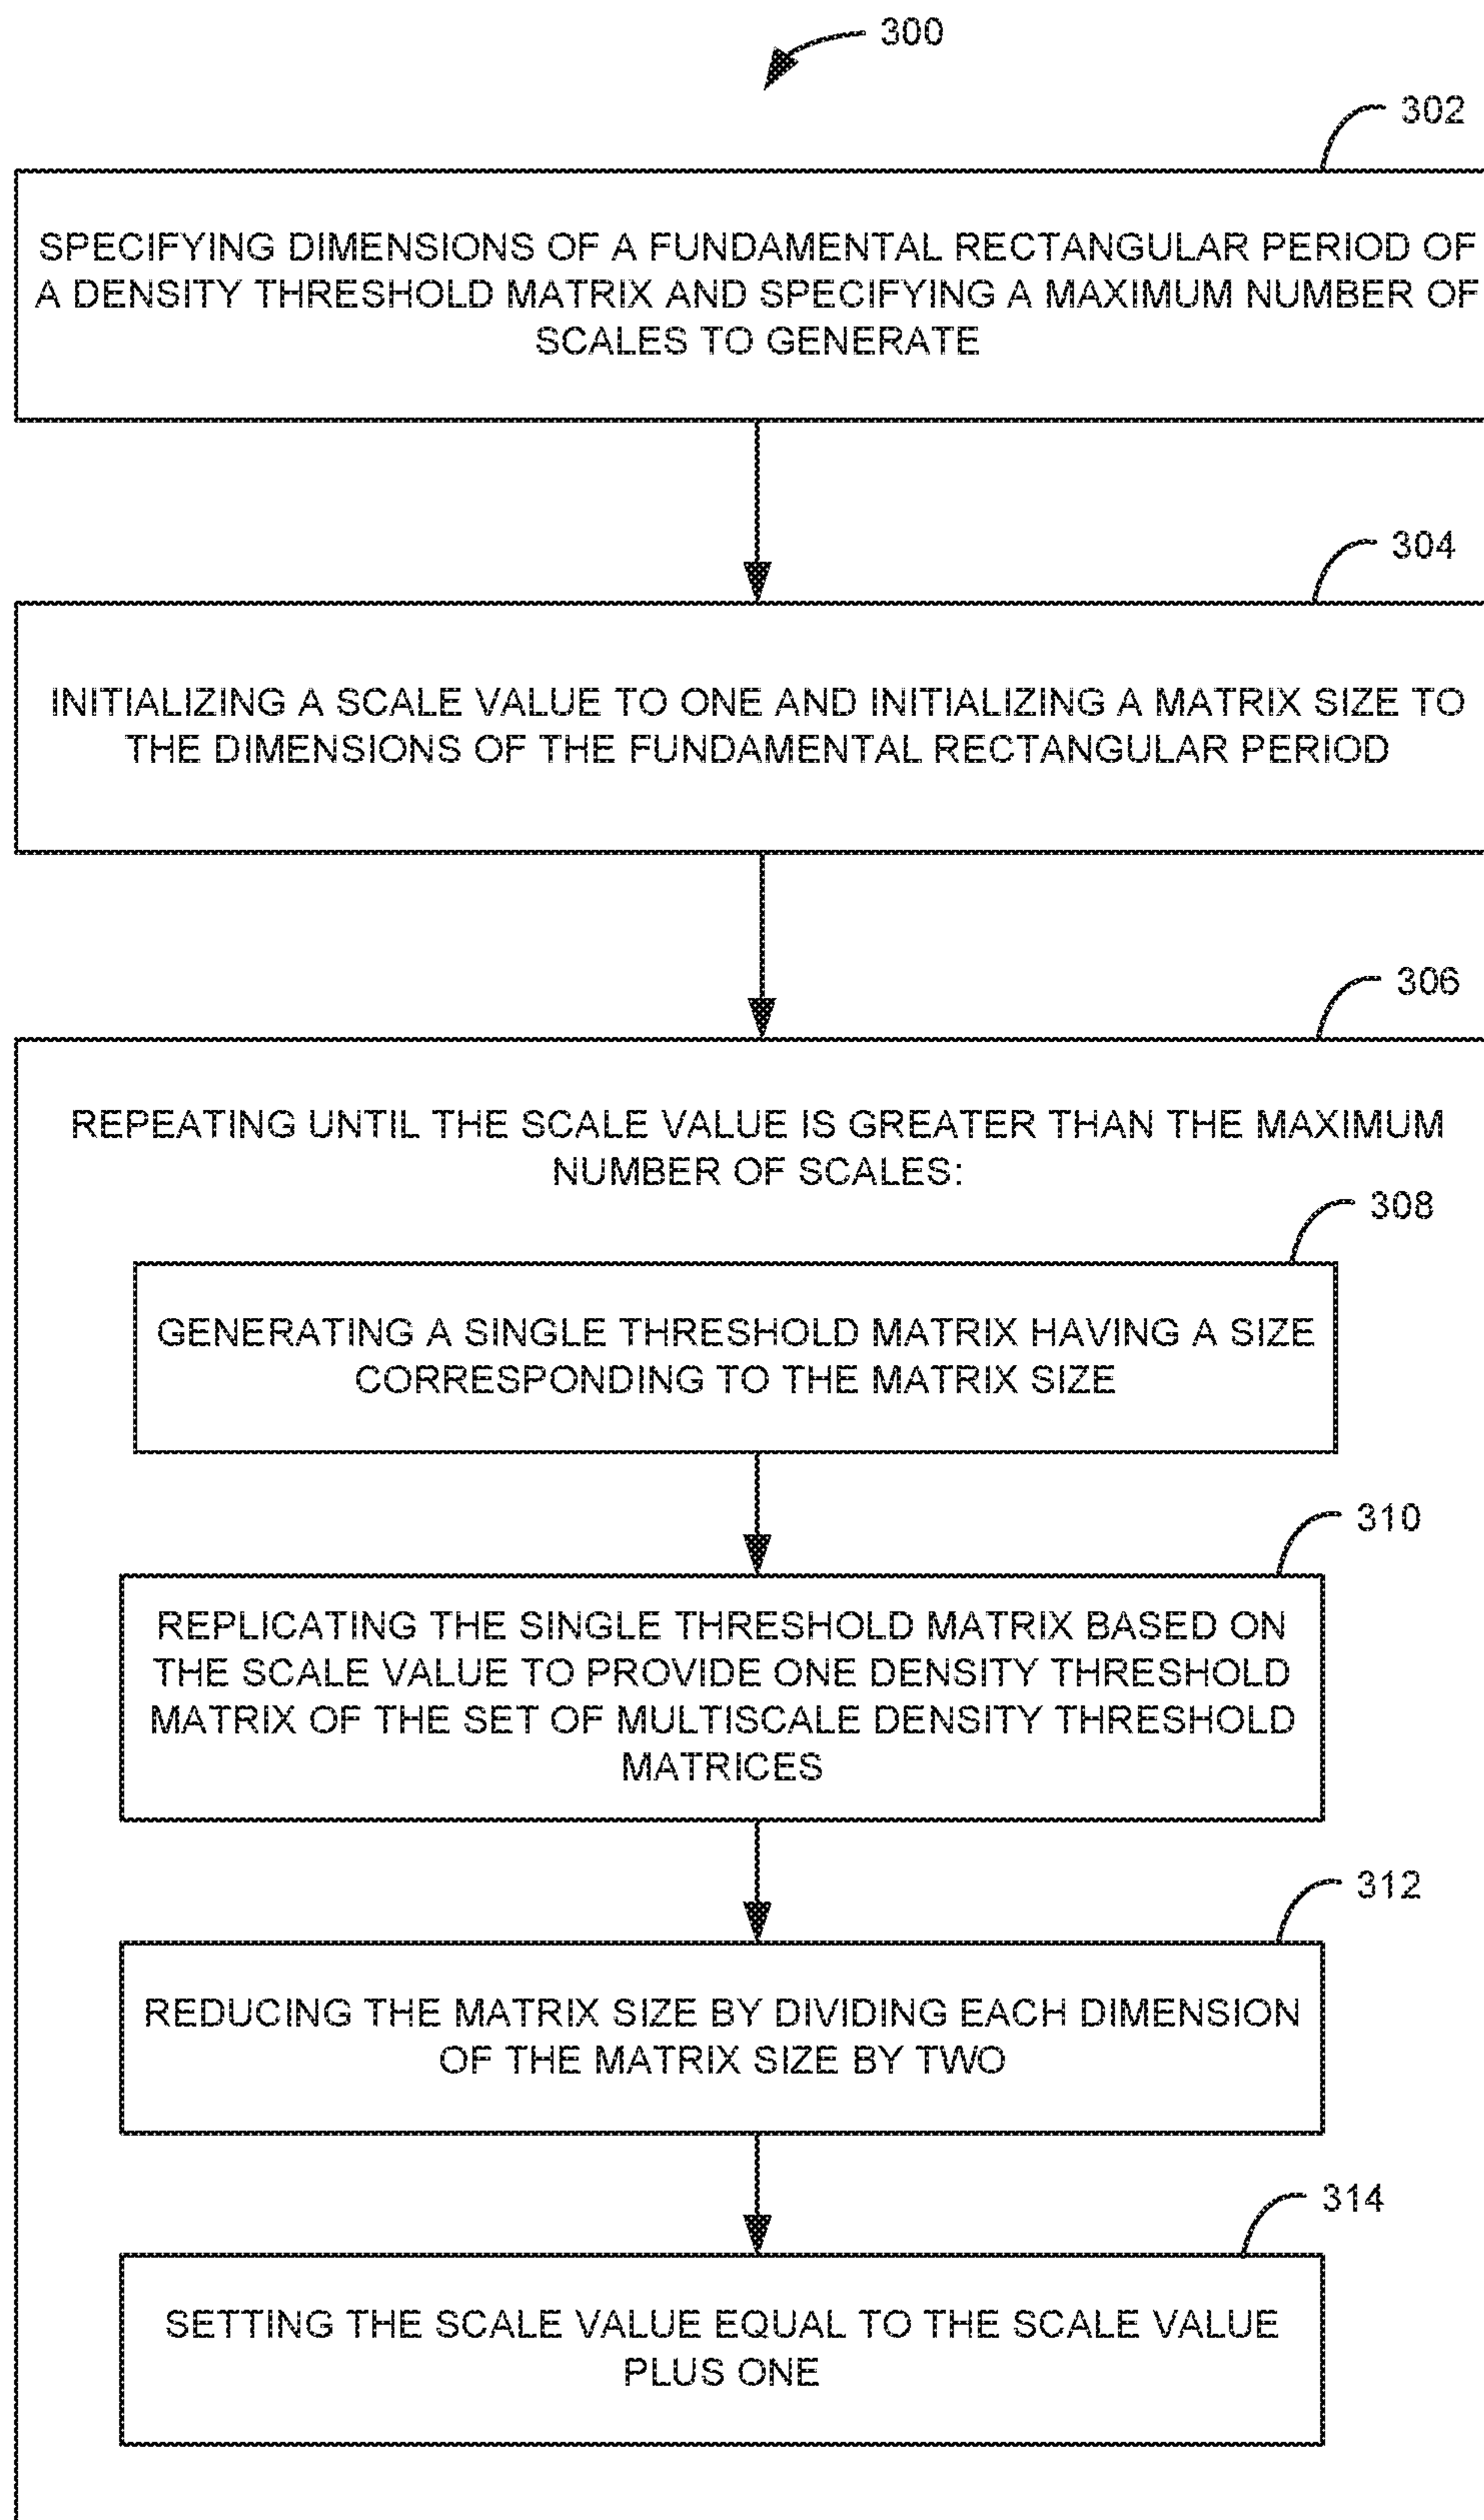 300
302
SPECIFYING DIMENSIONS OF A FUNDAMENTAL RECTANGULAR PERIOD OF
A DENSITY THRESHOLD MATRIX AND SPECIFYING A MAXIMUM NUMBER OF
SCALES TO GENERATE
304
INITIALIZING A SCALE VALUE TO ONE AND INITIALIZING A MATRIX SIZE TO
THE DIMENSIONS OF THE FUNDAMENTAL RECTANGULAR PERIOD
306
REPEATING UNTIL THE SCALE VALUE IS GREATER THAN THE MAXIMUM
NUMBER OF SCALES:
308
GENERATING A SINGLE THRESHOLD MATRIX HAVING A SIZE
CORRESPONDING TO THE MATRIX SIZE
310
REPLICATING THE SINGLE THRESHOLD MATRIX BASED ON
THE SCALE VALUE TO PROVIDE ONE DENSITY THRESHOLD
MATRIX OF THE SET OF MULTISCALE DENSITY THRESHOLD
MATRICES
312
REDUCING THE MATRIX SIZE BY DIVIDING EACH DIMENSION
OF THE MATRIX SIZE BY TWO
314
SETTING THE SCALE VALUE EQUAL TO THE SCALE VALUE
PLUS ONE